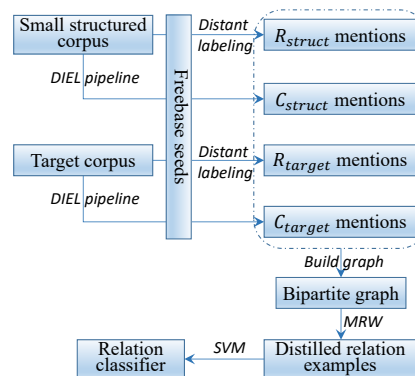 Small structured
corpus
Distant
labeling
R_struct mentions
DIEL pipeline
C_struct mentions
Freebase seeds
Target corpus
Distant
labeling
R_target mentions
DIEL pipeline
C_target mentions
Build graph
Bipartite graph
MRW
Relation
classifier
SVM
Distilled relation
examples